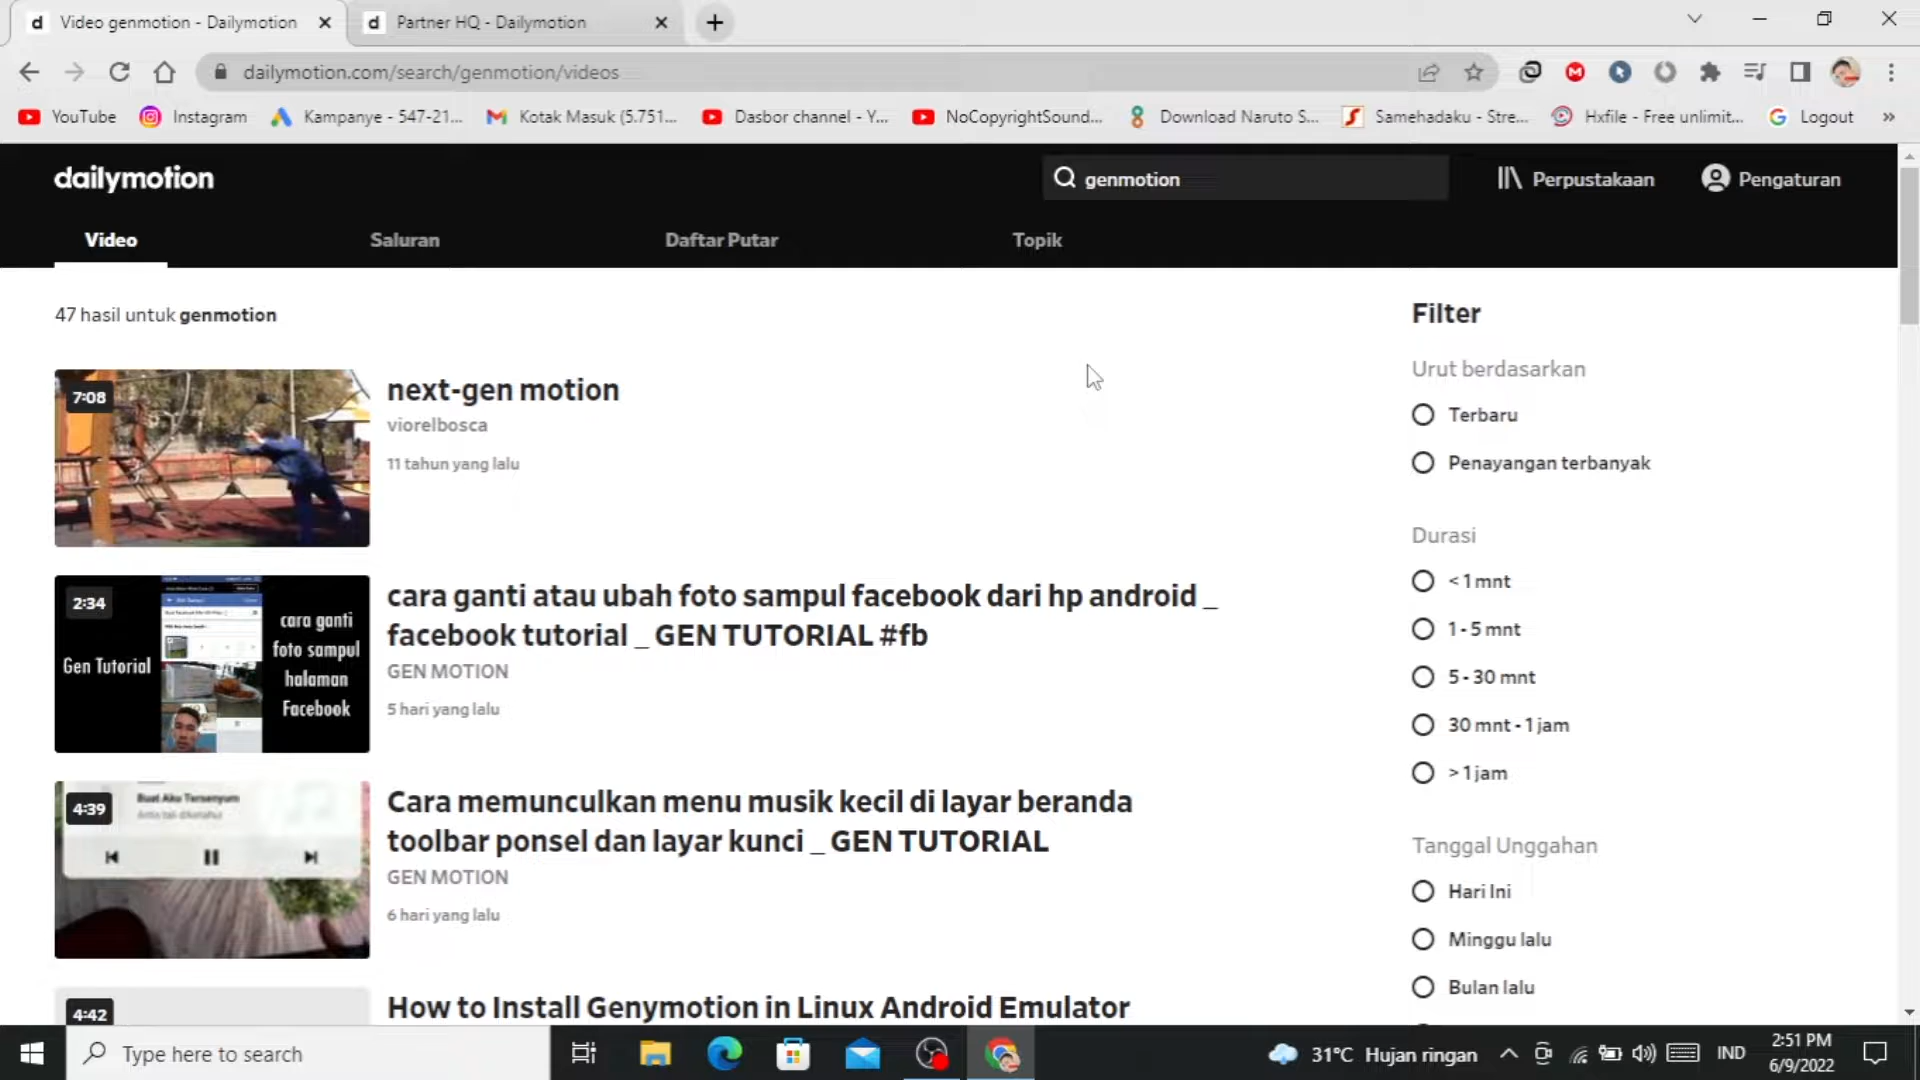 Video genmotion - Dailymotion
Partner HQ - Dailymotion
dailymotion.com/search/genmotion/videos
YouTube
Instagram
Kampanye - 547-21...
Kotak Masuk (5.751...
Dasbor channel - Y...
NoCopyrightSound...
Download Naruto S...
Samehadaku - Stre...
Hxfile - Free unlimit...
Logout
dailymotion
genmotion
Perpustakaan
Pengaturan
Video
Saluran
Daftar Putar
Topik
47 hasil untuk genmotion
7:08
next-gen motion
viorelbosca
11 tahun yang lalu
2:34
Gen Tutorial
cara ganti
foto sampul
halaman
Facebook
cara ganti atau ubah foto sampul facebook dari hp android _
facebook tutorial _ GEN TUTORIAL #fb
GEN MOTION
5 hari yang lalu
4:39
Buat Aku Tersenyum
Cara memunculkan menu musik kecil di layar beranda
toolbar ponsel dan layar kunci _ GEN TUTORIAL
GEN MOTION
6 hari yang lalu
4:42
How to Install Genymotion in Linux Android Emulator
Filter
Urut berdasarkan
Terbaru
Penayangan terbanyak
Durasi
< 1 mnt
1 - 5 mnt
5 - 30 mnt
30 mnt - 1 jam
> 1 jam
Tanggal Unggahan
Hari Ini
Minggu lalu
Bulan lalu
Type here to search
31°C Hujan ringan
IND
2:51 PM
6/9/2022